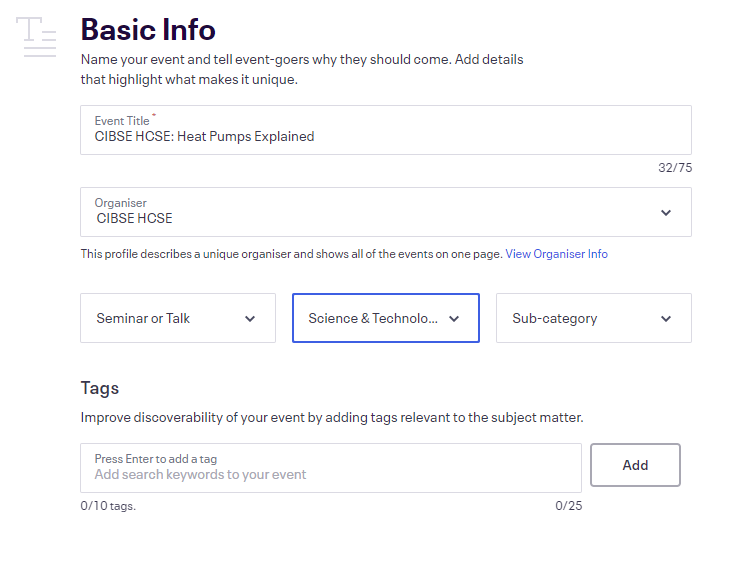 Basic Info
Name your event and tell event-goers why they should come. Add details
that highlight what makes it unique.
Event Title *
CIBSE HCSE: Heat Pumps Explained
32/75
Organiser
CIBSE HCSE
This profile describes a unique organiser and shows all of the events on one page. View Organiser Info
Seminar or Talk
Science & Technolo...
Sub-category
Tags
Improve discoverability of your event by adding tags relevant to the subject matter.
Press Enter to add a tag
Add search keywords to your event
Add
0/10 tags.
0/25